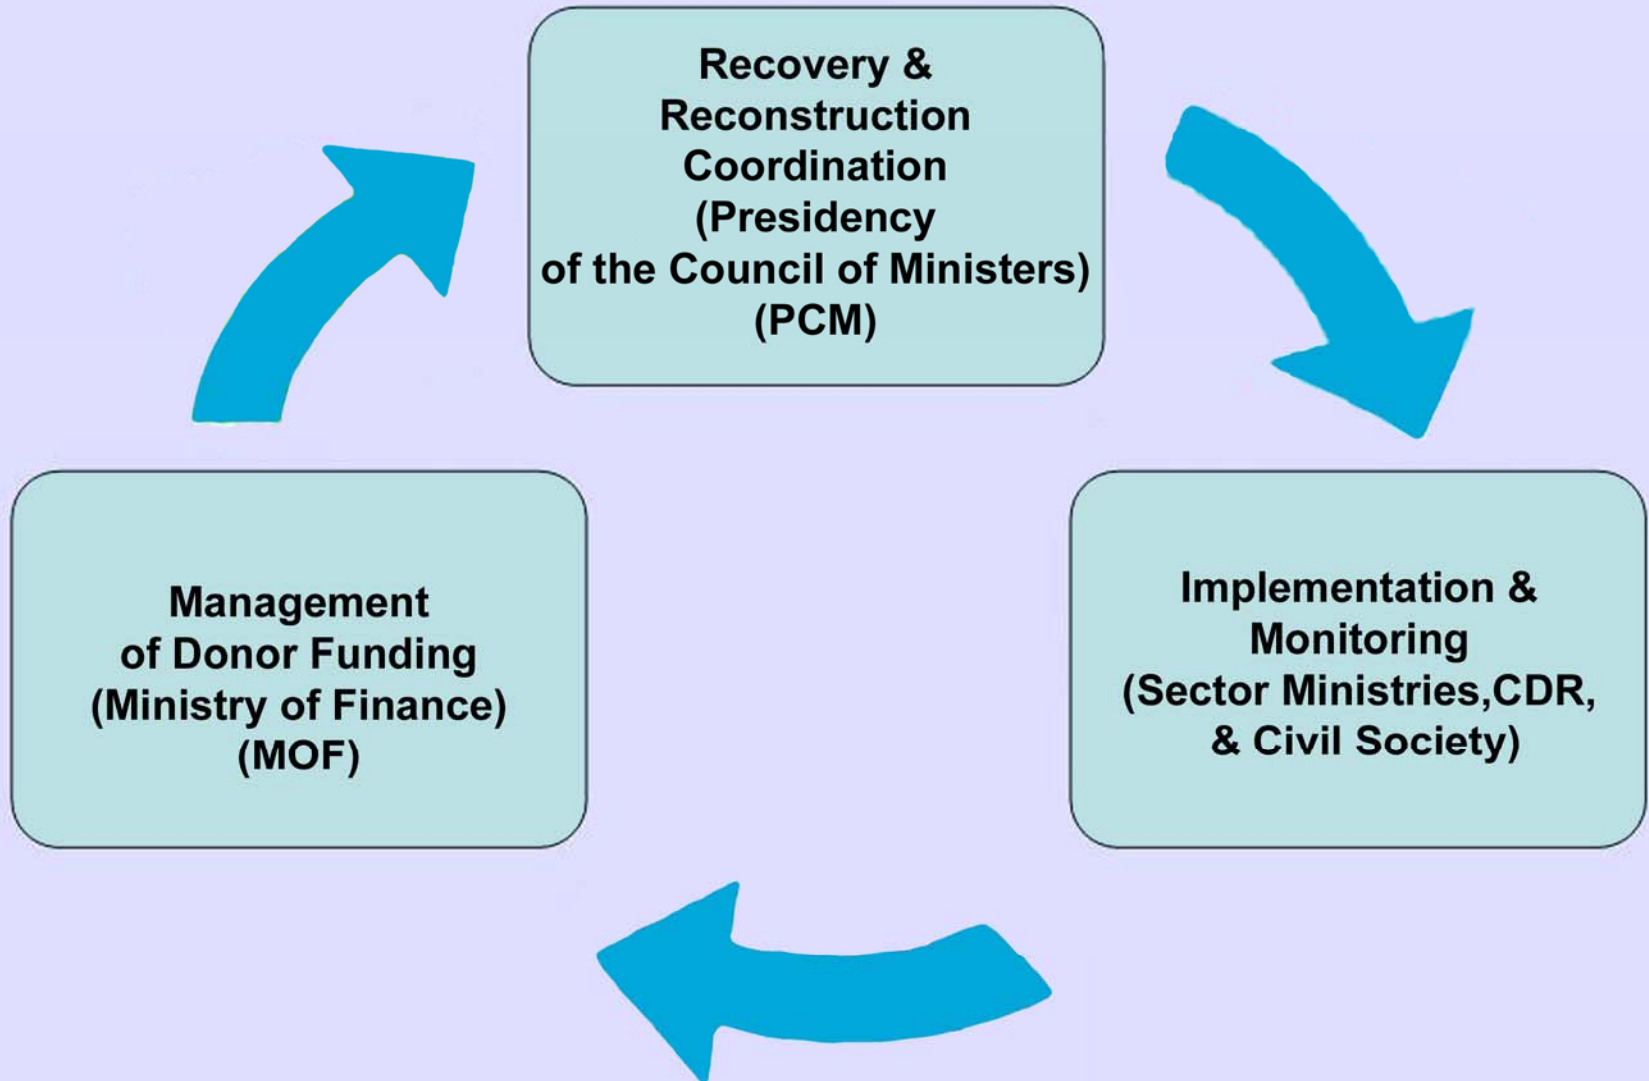 Recovery &
Reconstruction
Coordination
(Presidency
of the Council of Ministers)
(PCM)
Management
of Donor Funding
(Ministry of Finance)
(MOF)
Implementation &
Monitoring
(Sector Ministries,CDR,
& Civil Society)